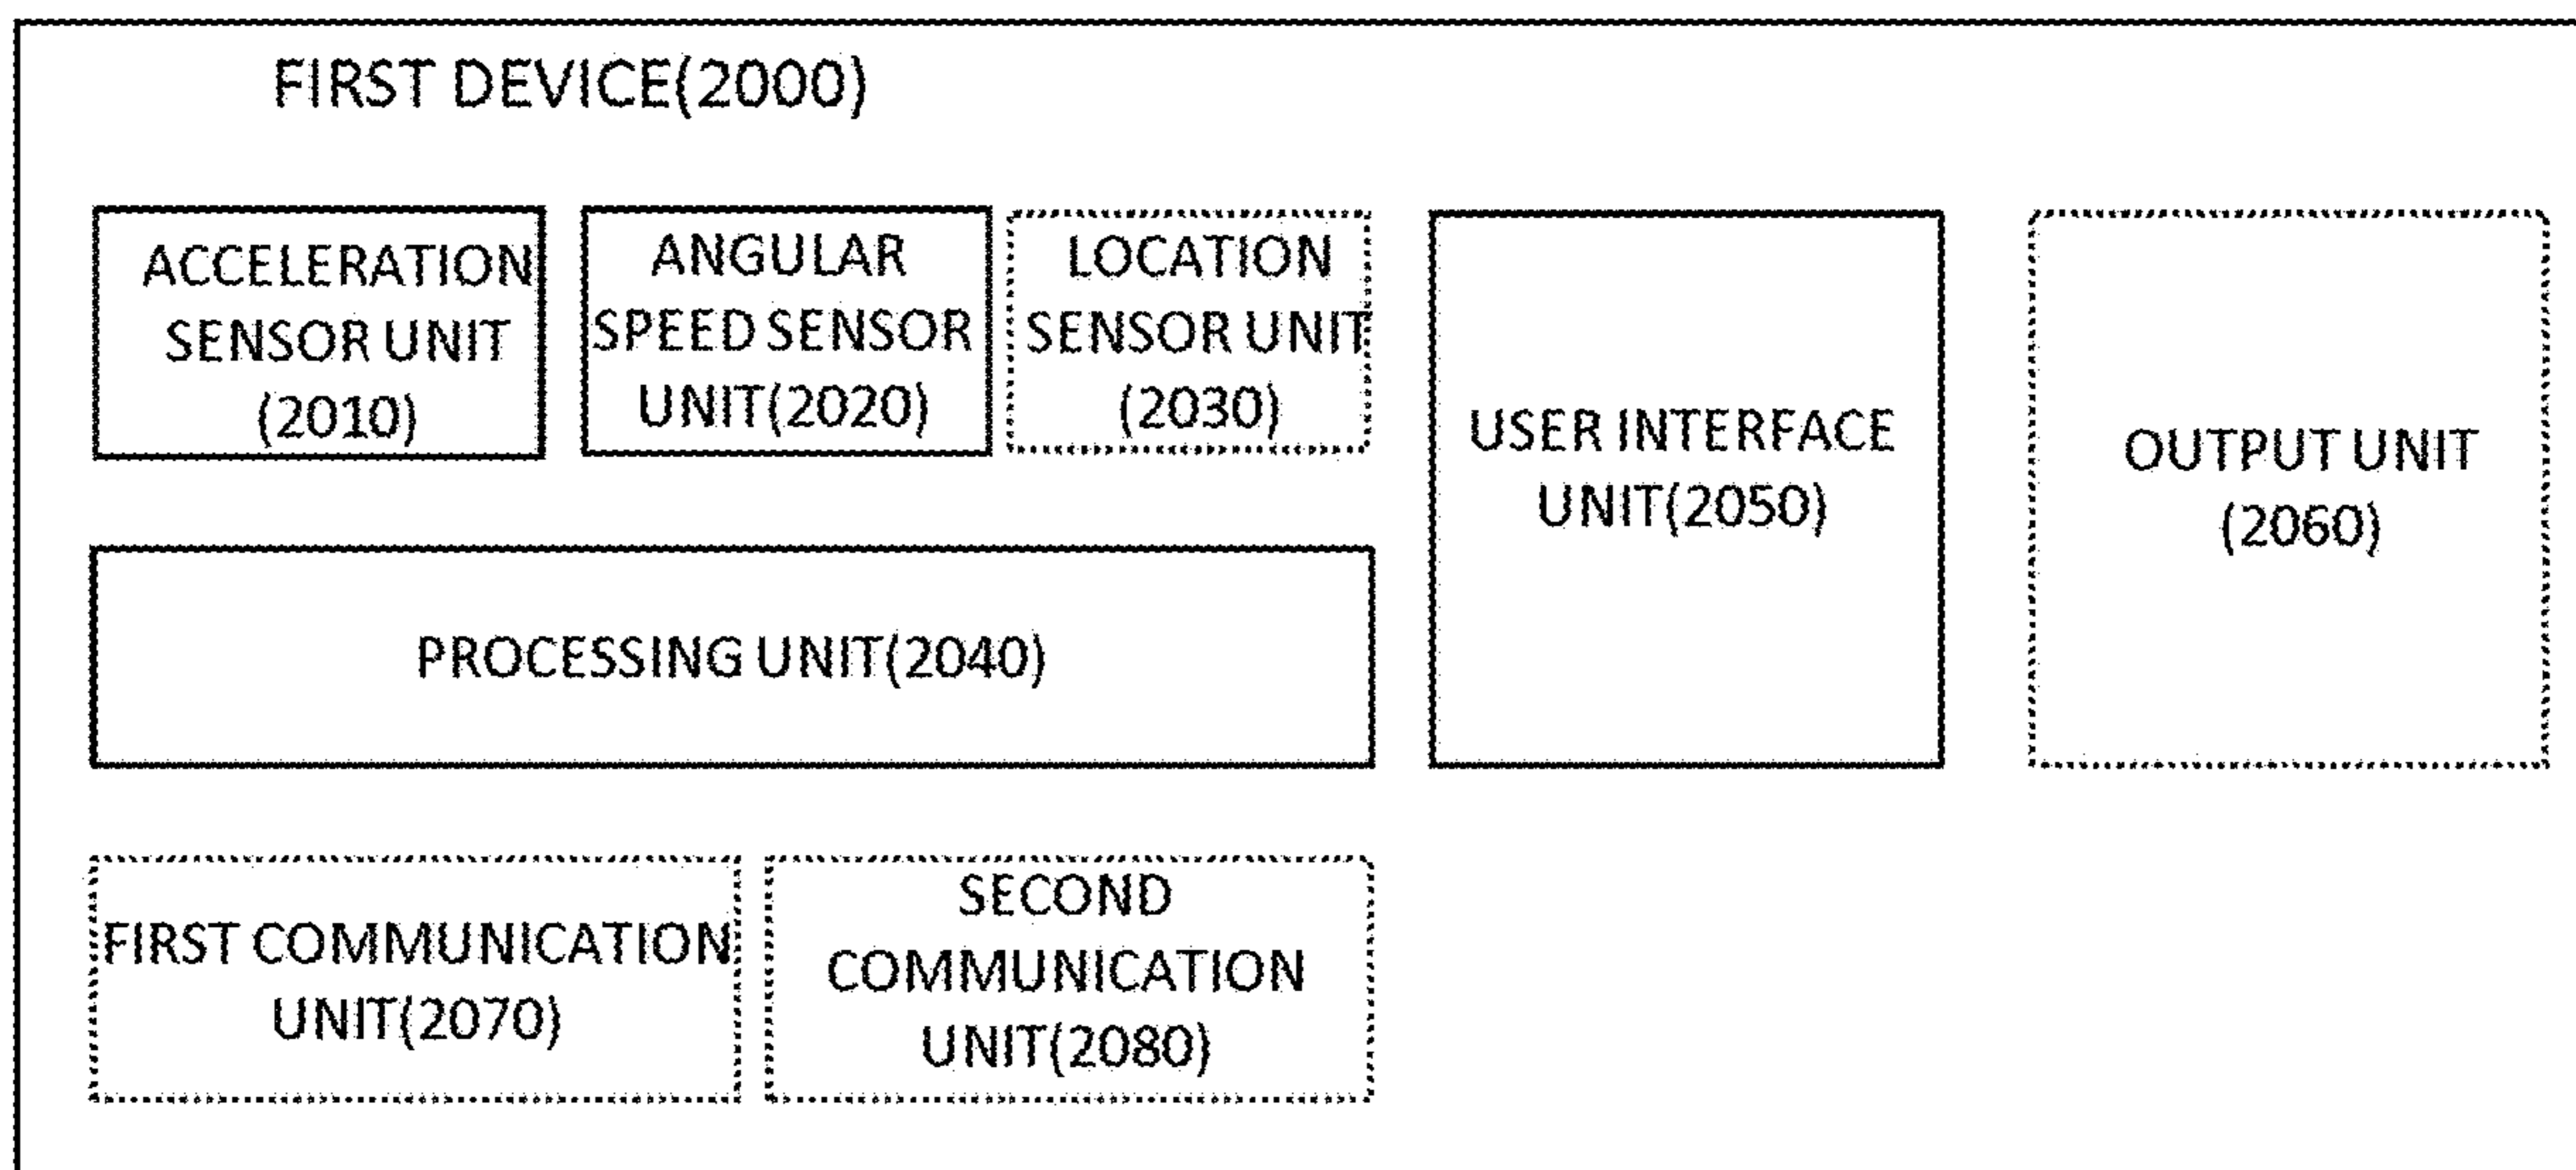 FIRST DEVICE(2000)
ACCELERATION
SENSOR UNIT
(2010)
ANGULAR
SPEED SENSOR
UNIT(2020)
LOCATION
SENSOR UNIT
(2030)
USER INTERFACE
UNIT(2050)
OUTPUT UNIT
(2060)
PROCESSING UNIT(2040)
FIRST COMMUNICATION
UNIT(2070)
SECOND
COMMUNICATION
UNIT(2080)